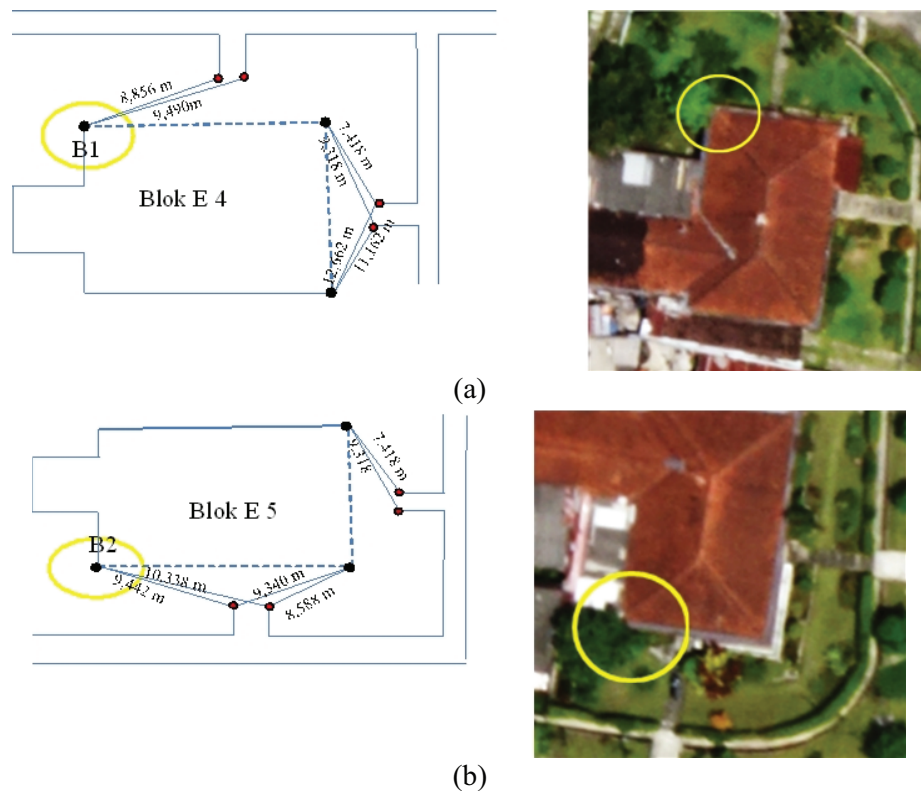 8,856 m
9,490m
B1
7.418 m
9,318 m
Blok E 4
12,662 m
11,162 m
(a)
7.418 m
9,318
Blok E 5
B2
10.338 m
9,442 m
9,340 m
8,588 m
(b)